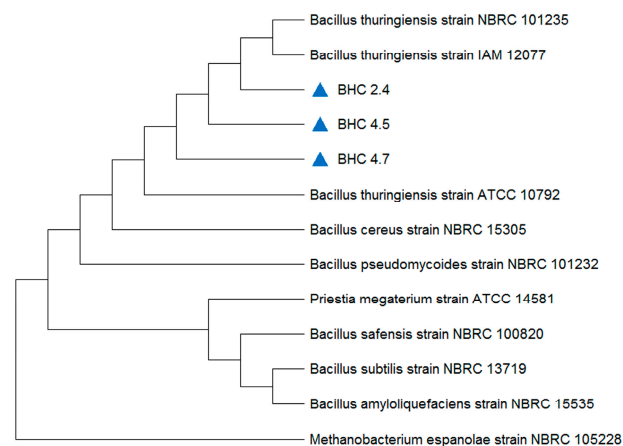 Bacillus thuringiensis strain NBRC 101235
Bacillus thuringiensis strain IAM 12077
BHC 2.4
BHC 4.5
BHC 4.7
Bacillus thuringiensis strain ATCC 10792
Bacillus cereus strain NBRC 15305
Bacillus pseudomycoides strain NBRC 101232
Priestia megaterium strain ATCC 14581
Bacillus safensis strain NBRC 100820
Bacillus subtilis strain NBRC 13719
Bacillus amyloliquefaciens strain NBRC 15535
Methanobacterium espanolae strain NBRC 105228